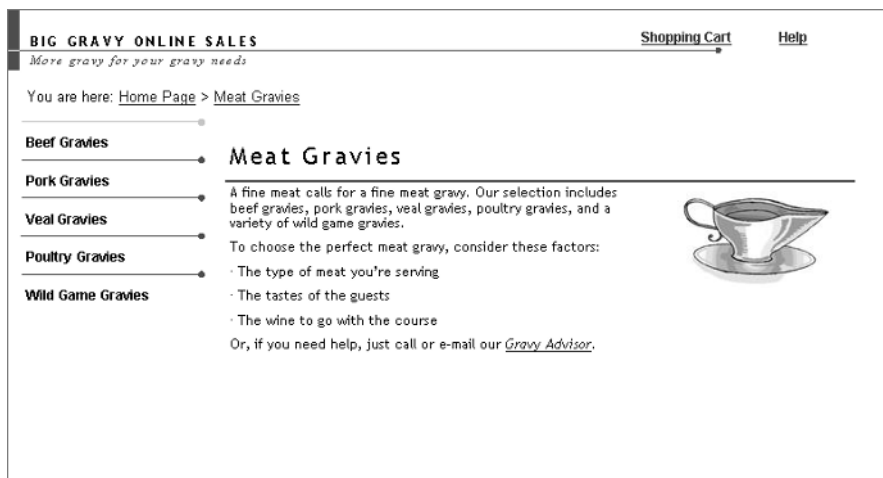 BIG GRAVY ONLINE SALES
Shopping Cart
Help
More gravy for your gravy needs
You are here: Home Page > Meat Gravies
Beef Gravies
Pork Gravies
Veal Gravies
Poultry Gravies
Wild Game Gravies
Meat Gravies
A fine meat calls for a fine meat gravy. Our selection includes
beef gravies, pork gravies, veal gravies, poultry gravies, and a
variety of wild game gravies.
To choose the perfect meat gravy, consider these factors:
· The type of meat you're serving
· The tastes of the guests
· The wine to go with the course
Or, if you need help, just call or e-mail our Gravy Advisor.